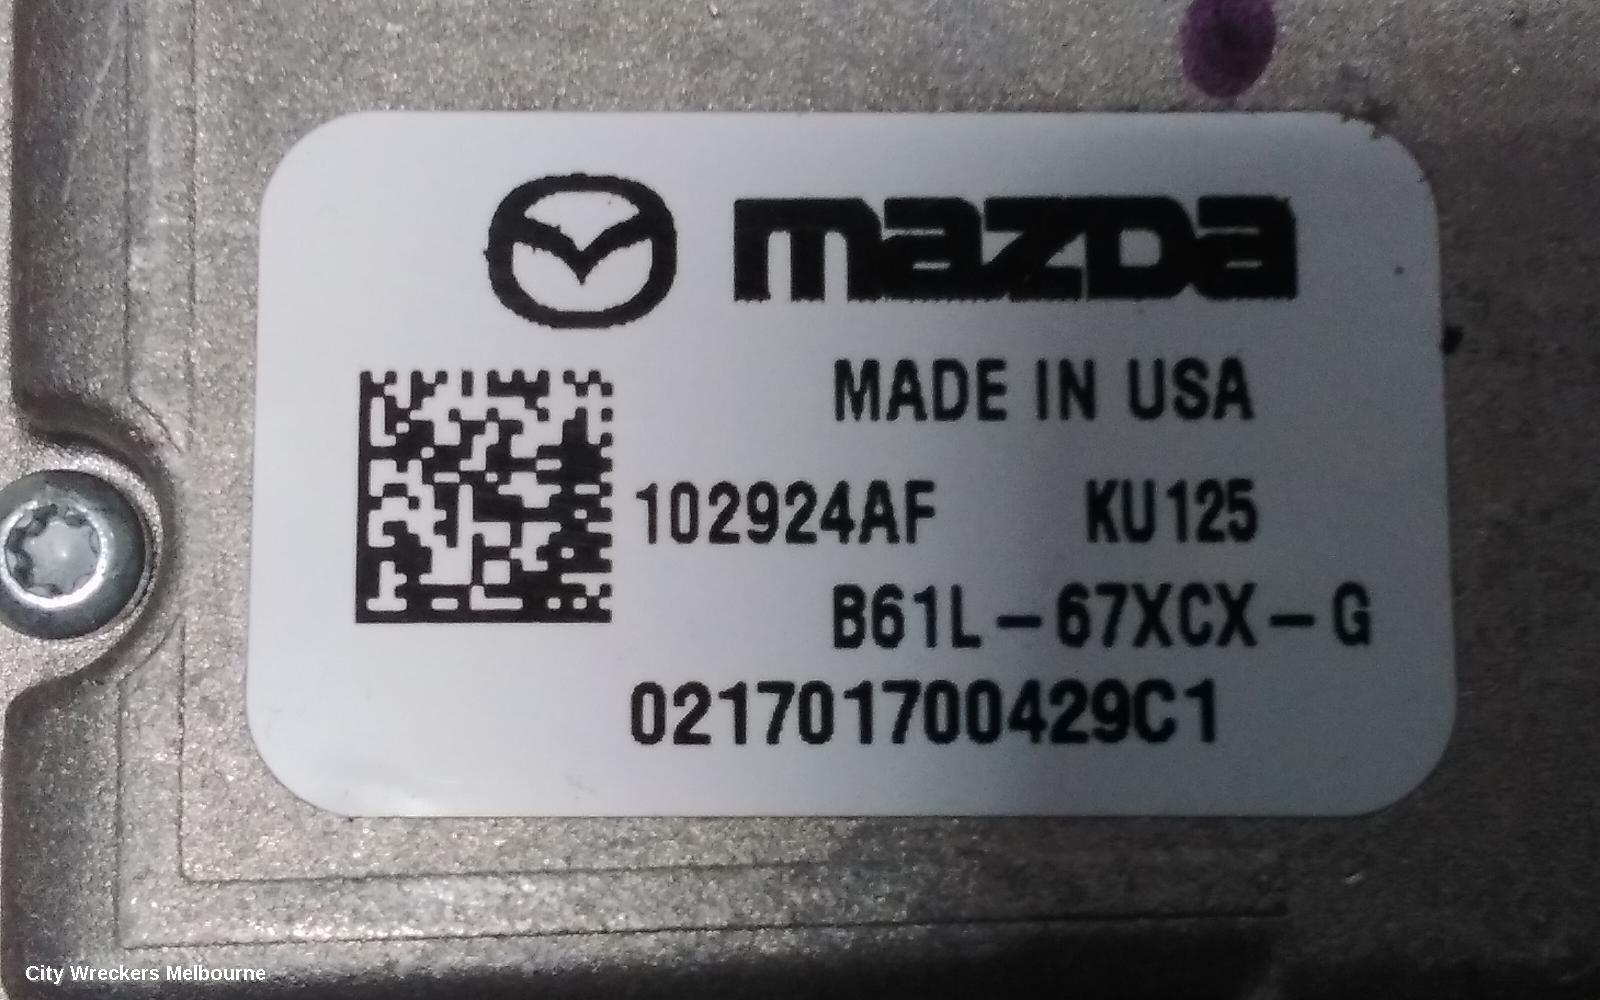 mazda
MADE IN USA
102924AF KU125
B61L-67XCX-G
021701700429C1
City Wreckers Melbourne